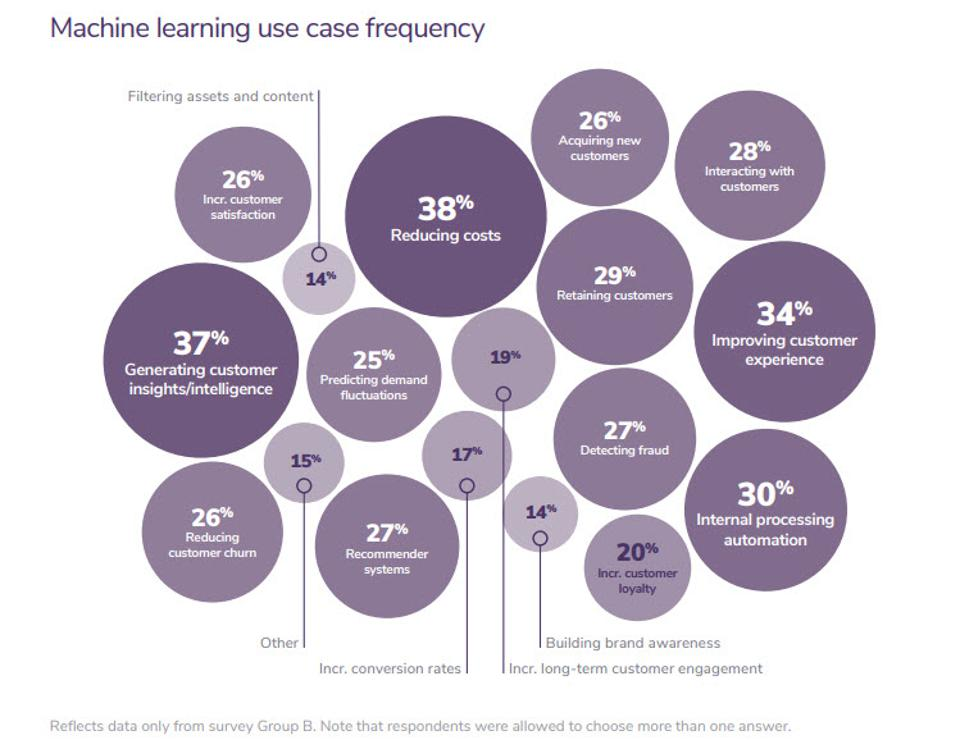 Machine learning use case frequency
Filtering assets and content
26%
Incr. customer
satisfaction
14%
38%
Reducing costs
26%
Acquiring new
customers
28%
Interacting with
customers
29%
Retaining customers
34%
Improving customer
experience
37%
Generating customer
insights/intelligence
25%
Predicting demand
fluctuations
19%
27%
Detecting fraud
15%
17%
30%
Internal processing
automation
26%
Reducing
customer churn
27%
Recommender
systems
14%
20%
Incr. customer
loyalty
Other
Building brand awareness
Incr. conversion rates
Incr. long-term customer engagement
Reflects data only from survey Group B. Note that respondents were allowed to choose more than one answer.